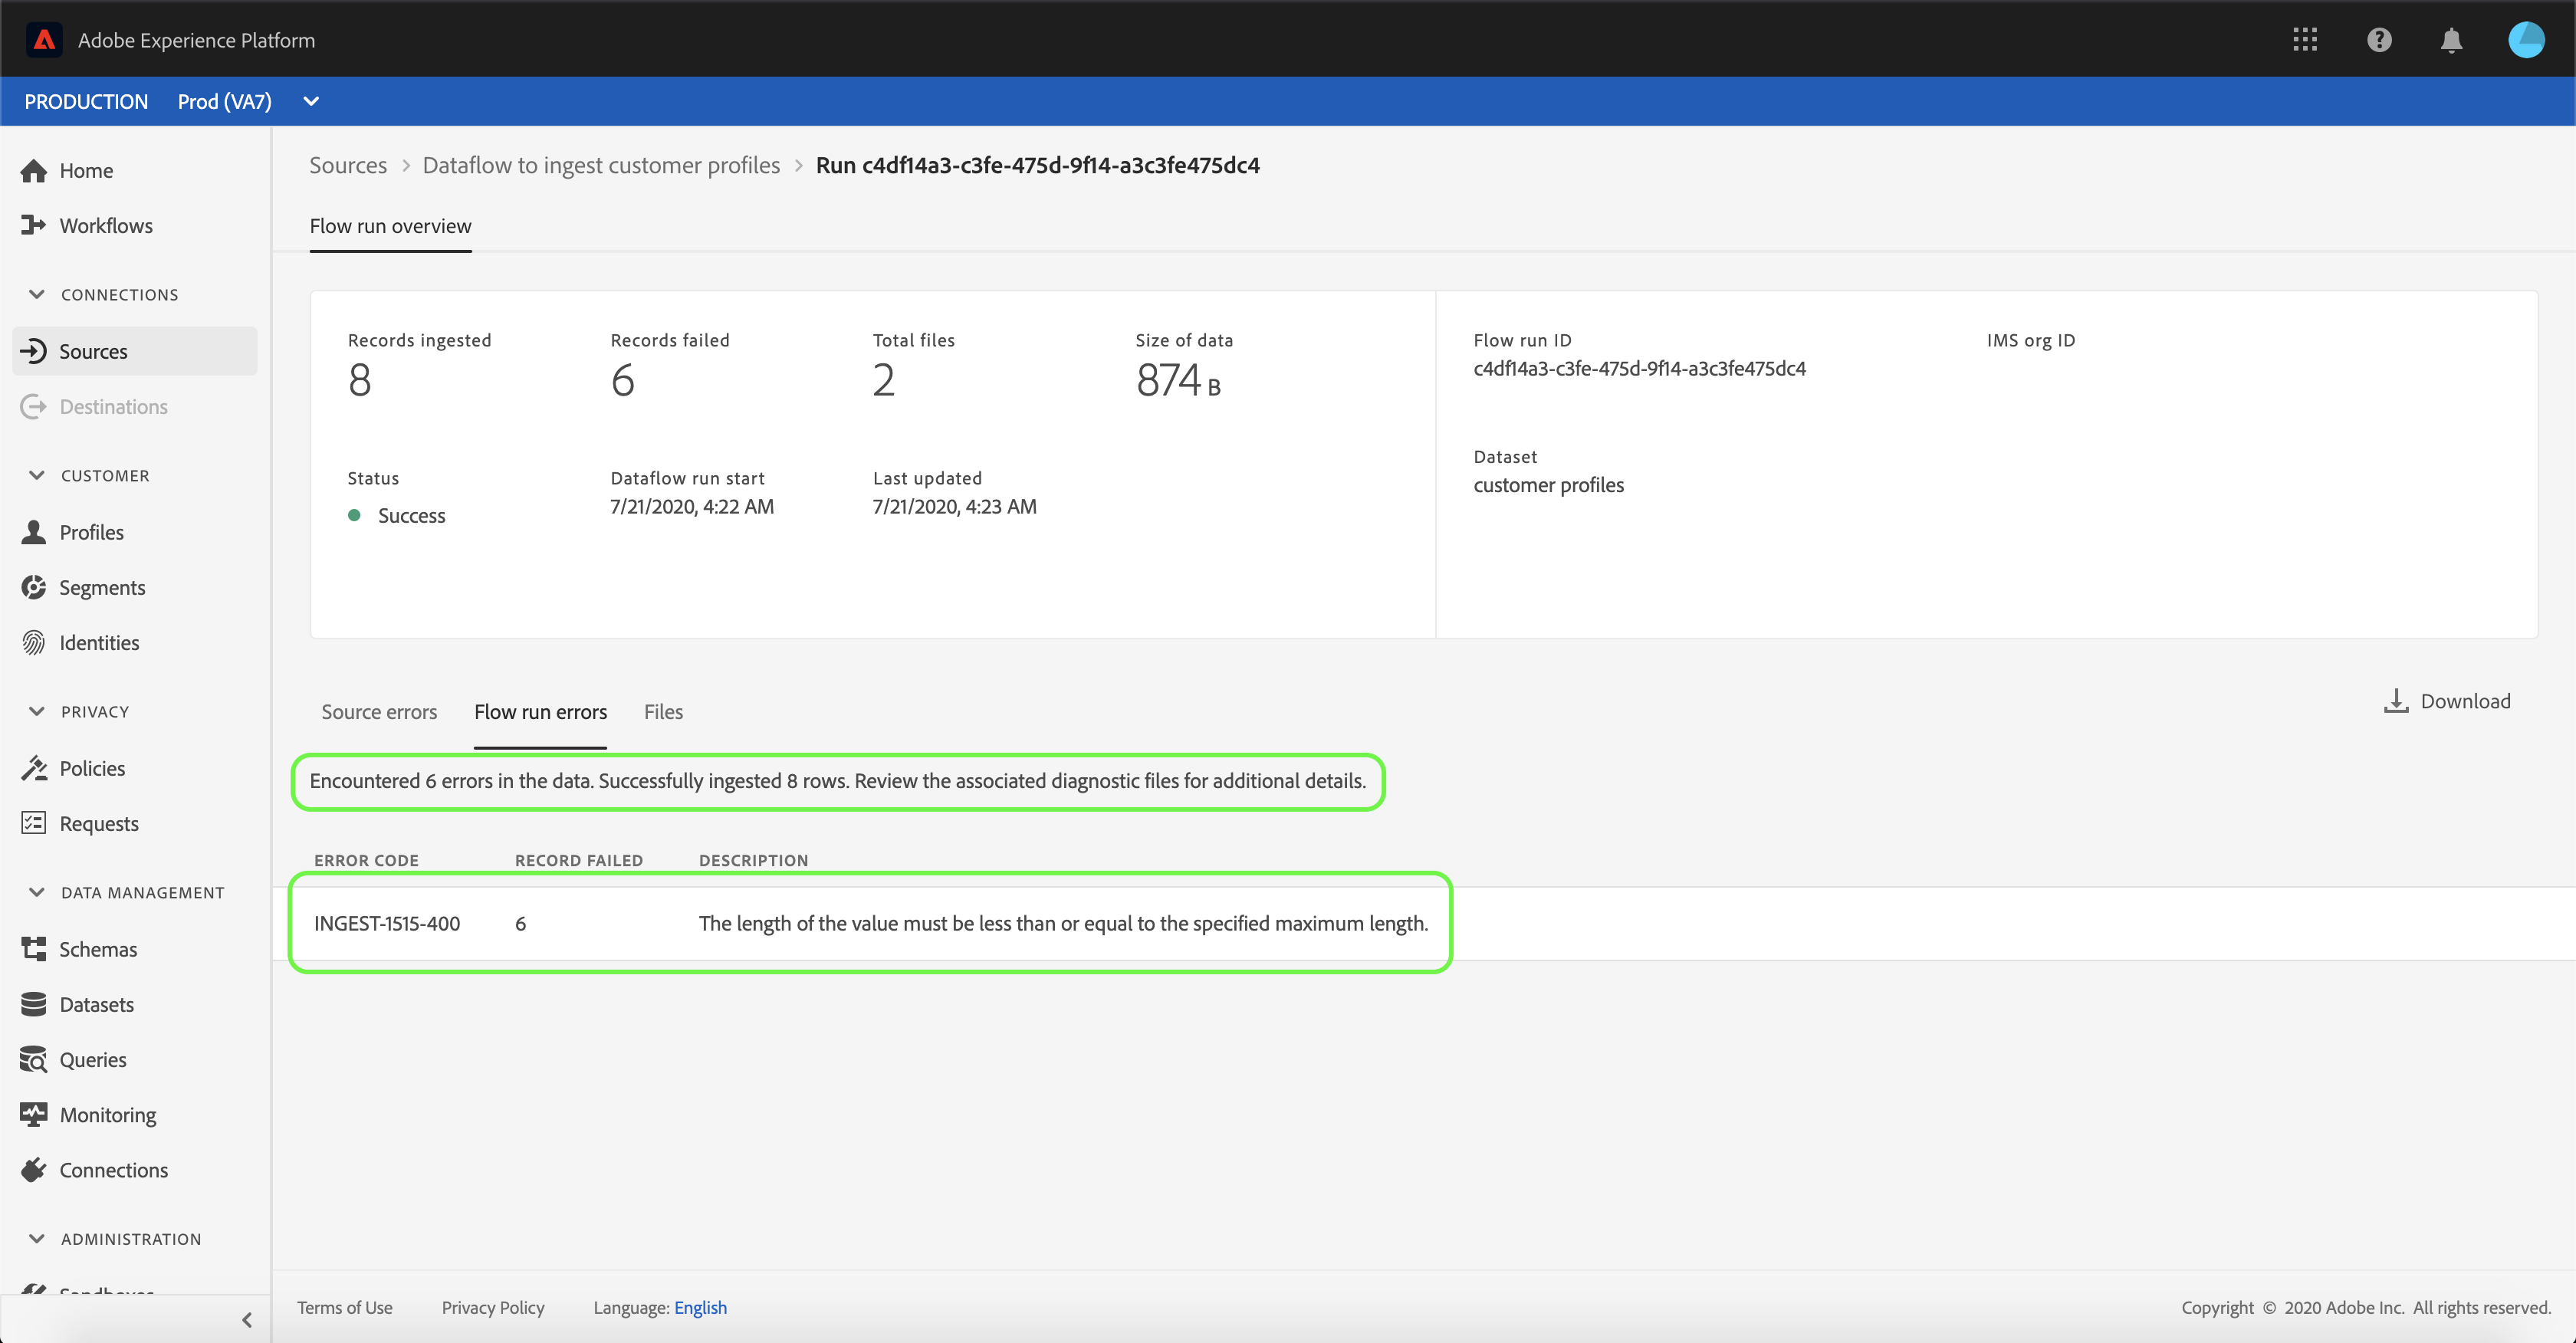 Adobe Experience Platform
PRODUCTION Prod (VA7)
Home
Workflows
CONNECTIONS
Sources
Destinations
CUSTOMER
Profiles
Segments
Identities
PRIVACY
Policies
Requests
DATA MANAGEMENT
Schemas
Datasets
Queries
Monitoring
Connections
ADMINISTRATION
Sandboxes
Sources > Dataflow to ingest customer profiles > Run c4df14a3-c3fe-475d-9f14-a3c3fe475dc4
Flow run overview
Records ingested Records failed Total files Size of data
8 6 2 874 B
Status Dataflow run start Last updated
Success 7/21/2020, 4:22 AM 7/21/2020, 4:23 AM
Flow run ID IMS org ID
c4df14a3-c3fe-475d-9f14-a3c3fe475dc4
Dataset
customer profiles
Source errors Flow run errors Files Download
Encountered 6 errors in the data. Successfully ingested 8 rows. Review the associated diagnostic files for additional details.
ERROR CODE RECORD FAILED DESCRIPTION
INGEST-1515-400 6 The length of the value must be less than or equal to the specified maximum length.
Terms of Use Privacy Policy Language: English Copyright © 2020 Adobe Inc. All rights reserved.